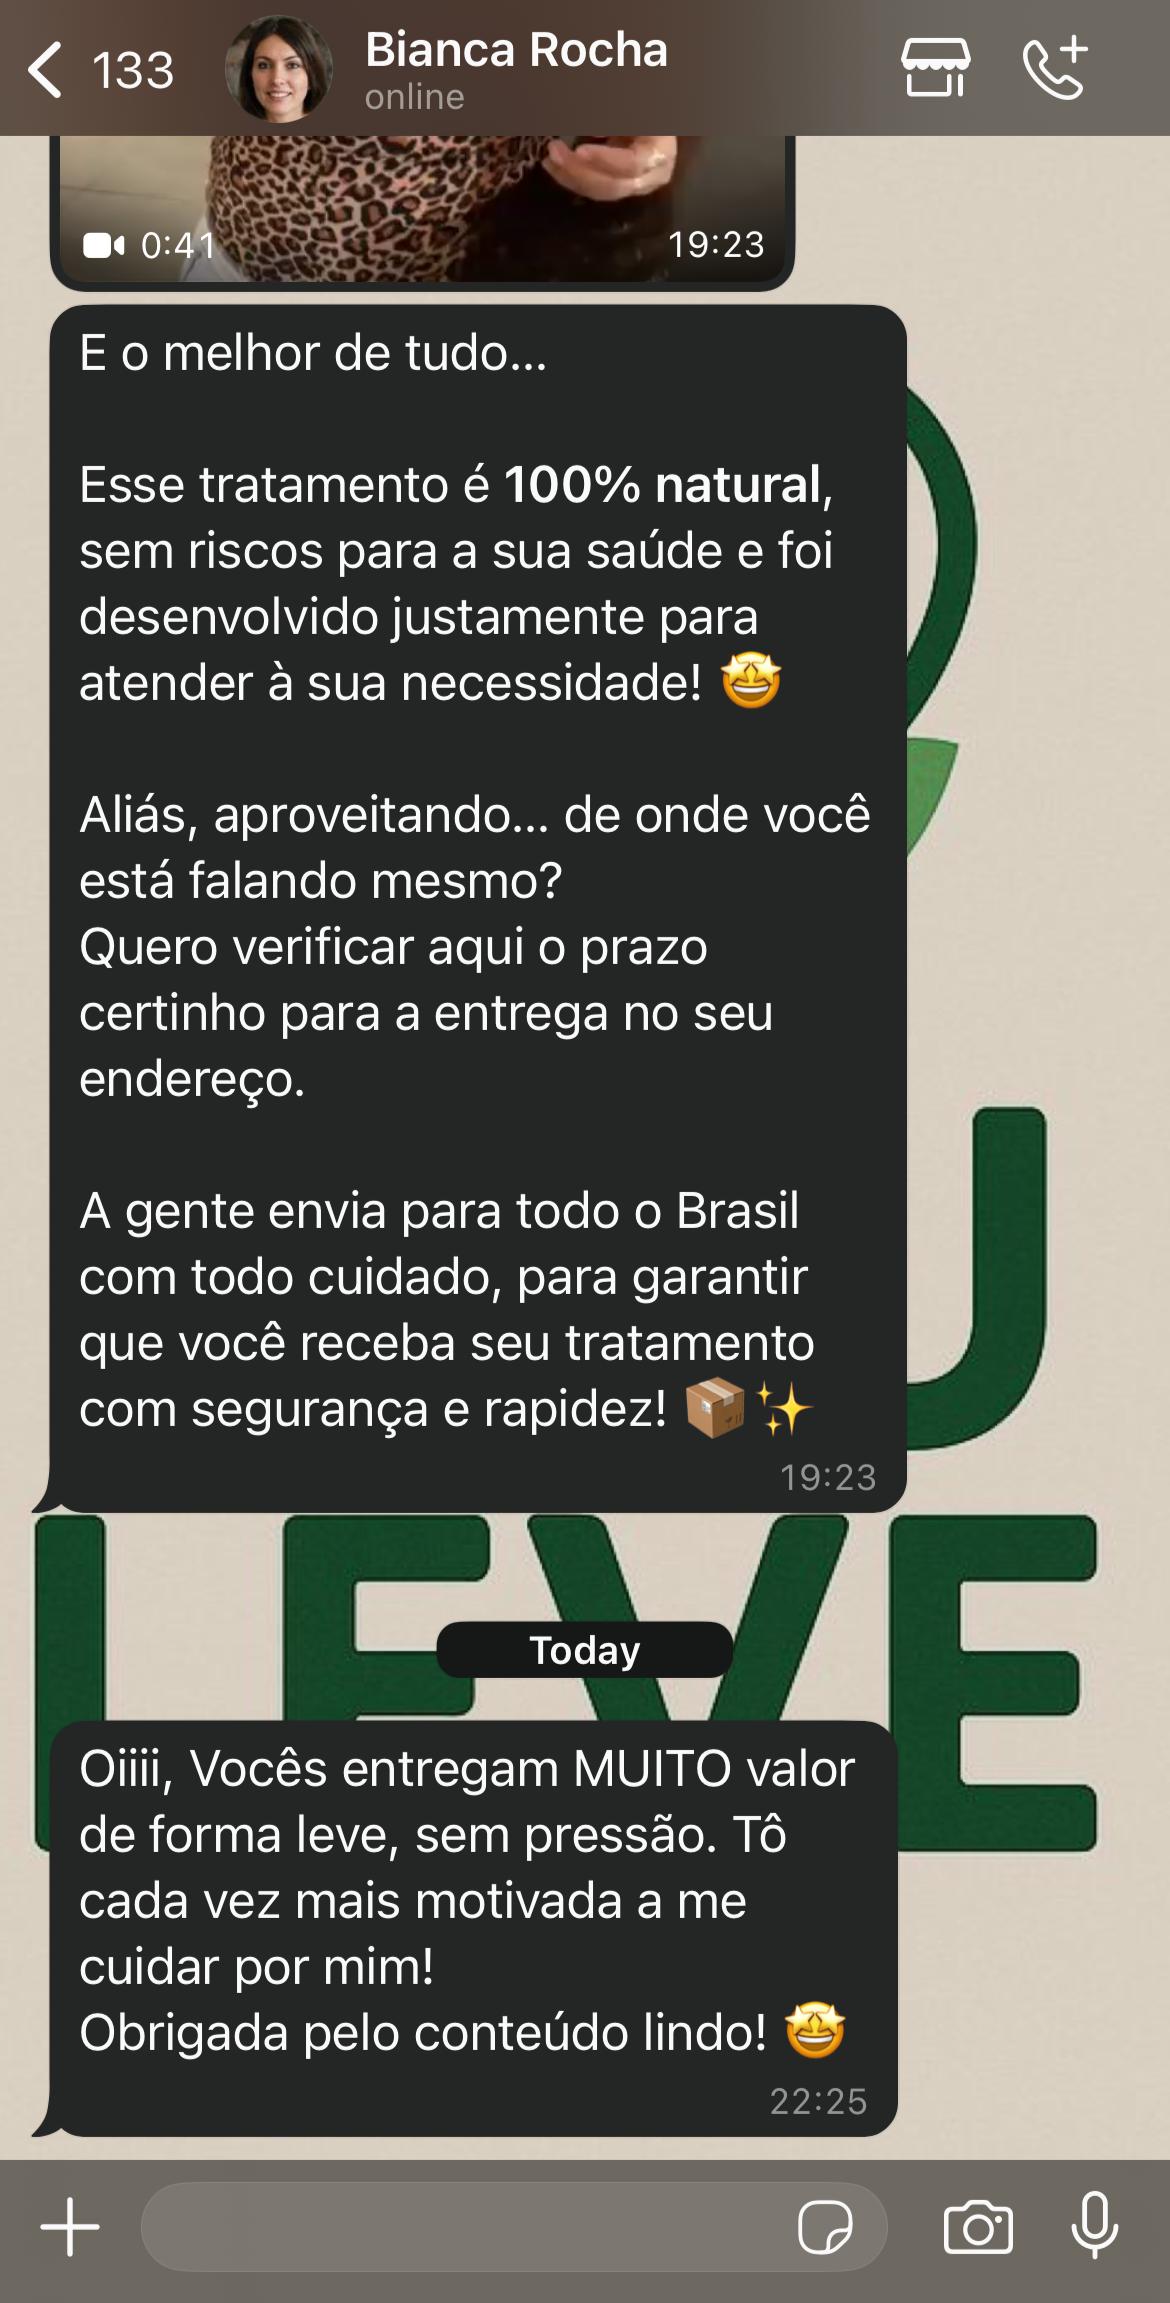 133
Bianca Rocha
online
0:41
19:23
E o melhor de tudo...
Esse tratamento é 100% natural,
sem riscos para a sua saúde e foi
desenvolvido justamente para
atender à sua necessidade! 🤩
Aliás, aproveitando... de onde você
está falando mesmo?
Quero verificar aqui o prazo
certinho para a entrega no seu
endereço.
A gente envia para todo o Brasil
com todo cuidado, para garantir
que você receba seu tratamento
com segurança e rapidez! 📦✨
19:23
LEVE
Today
Oiiii, Vocês entregam MUITO valor
de forma leve, sem pressão. Tô
cada vez mais motivada a me
cuidar por mim!
Obrigada pelo conteúdo lindo! 🤩
22:25